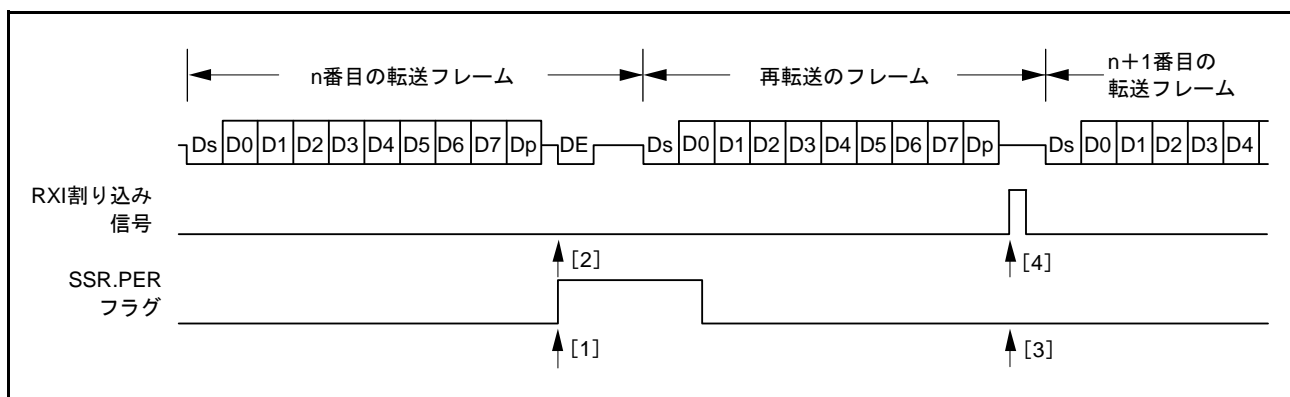 n番目の転送フレーム
再転送のフレーム
n+1番目の
転送フレーム
Ds D0 D1 D2 D3 D4 D5 D6 D7 Dp DE Ds D0 D1 D2 D3 D4 D5 D6 D7 Dp Ds D0 D1 D2 D3 D4
RXI割り込み
信号
[2] [4]
SSR.PER
フラグ
[1] [3]